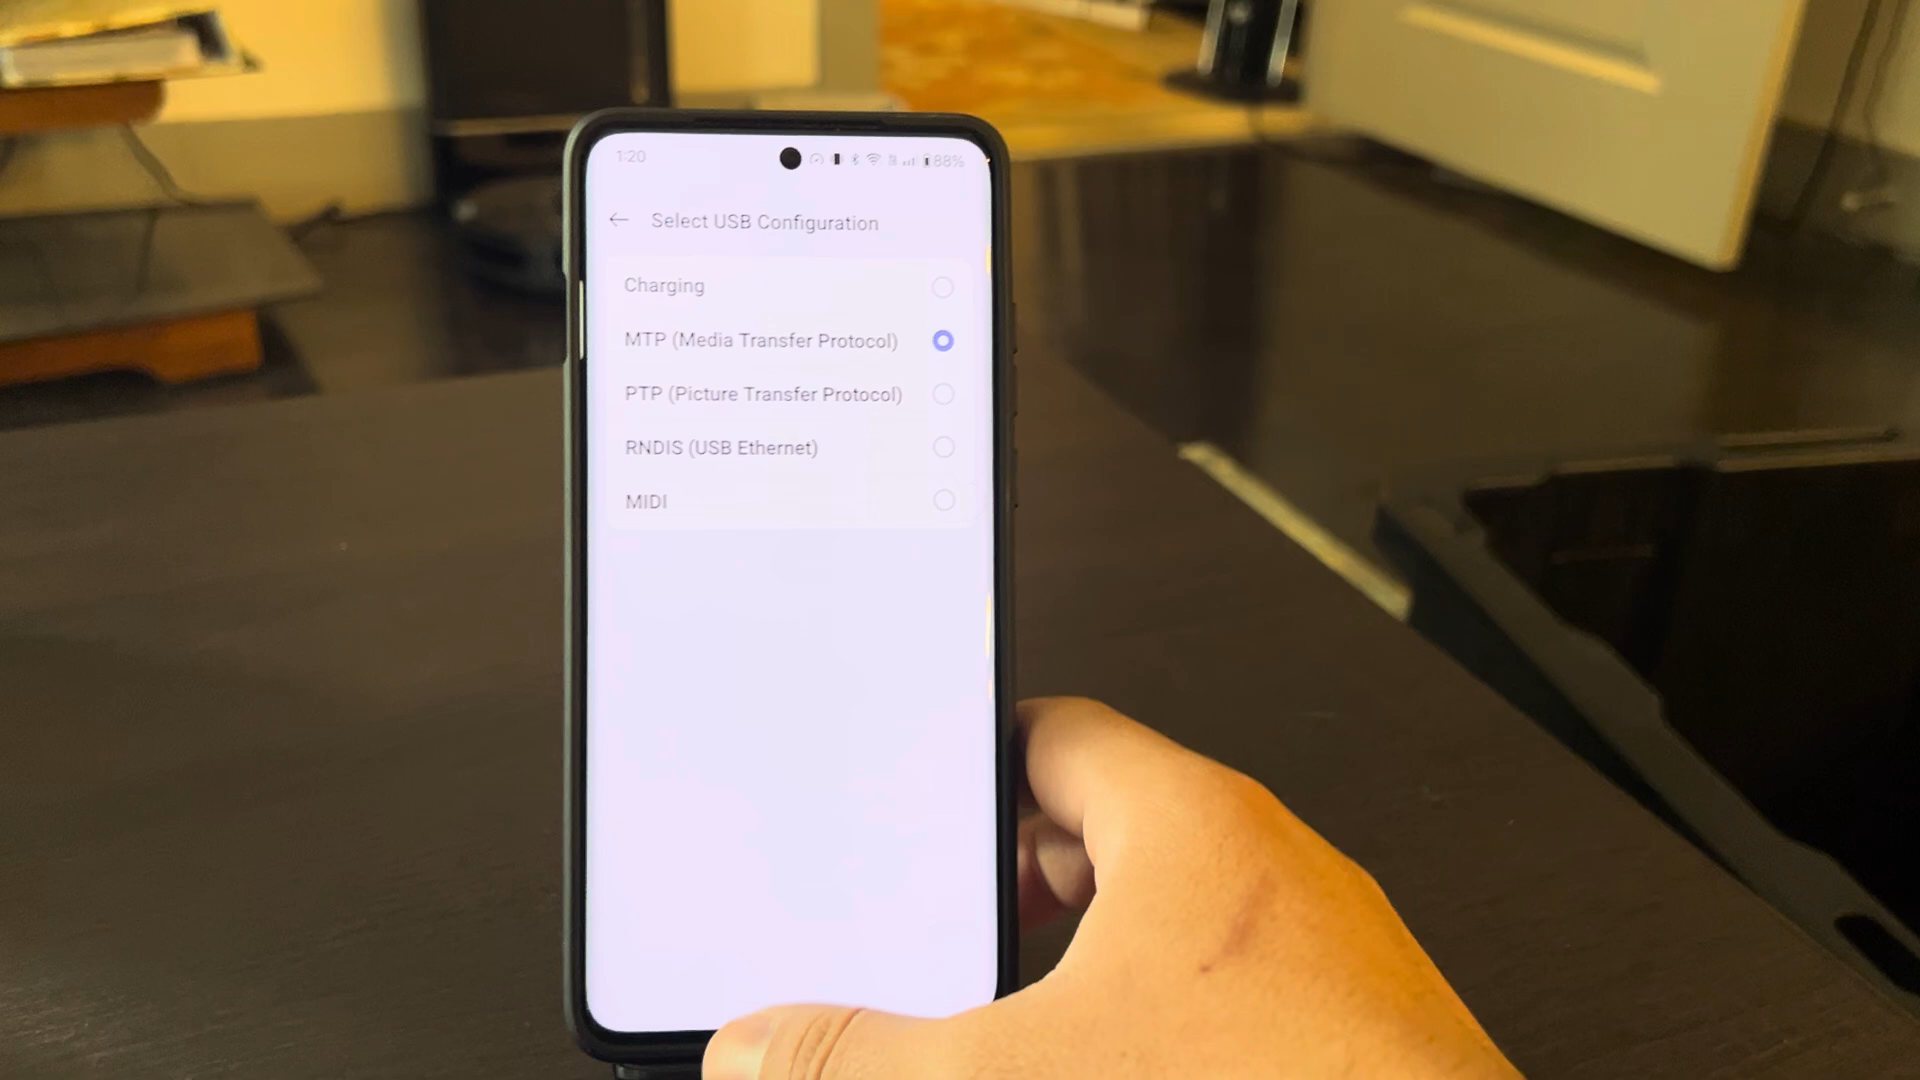 1:20 88%
Select USB Configuration
Charging
MTP (Media Transfer Protocol)
PTP (Picture Transfer Protocol)
RNDIS (USB Ethernet)
MIDI